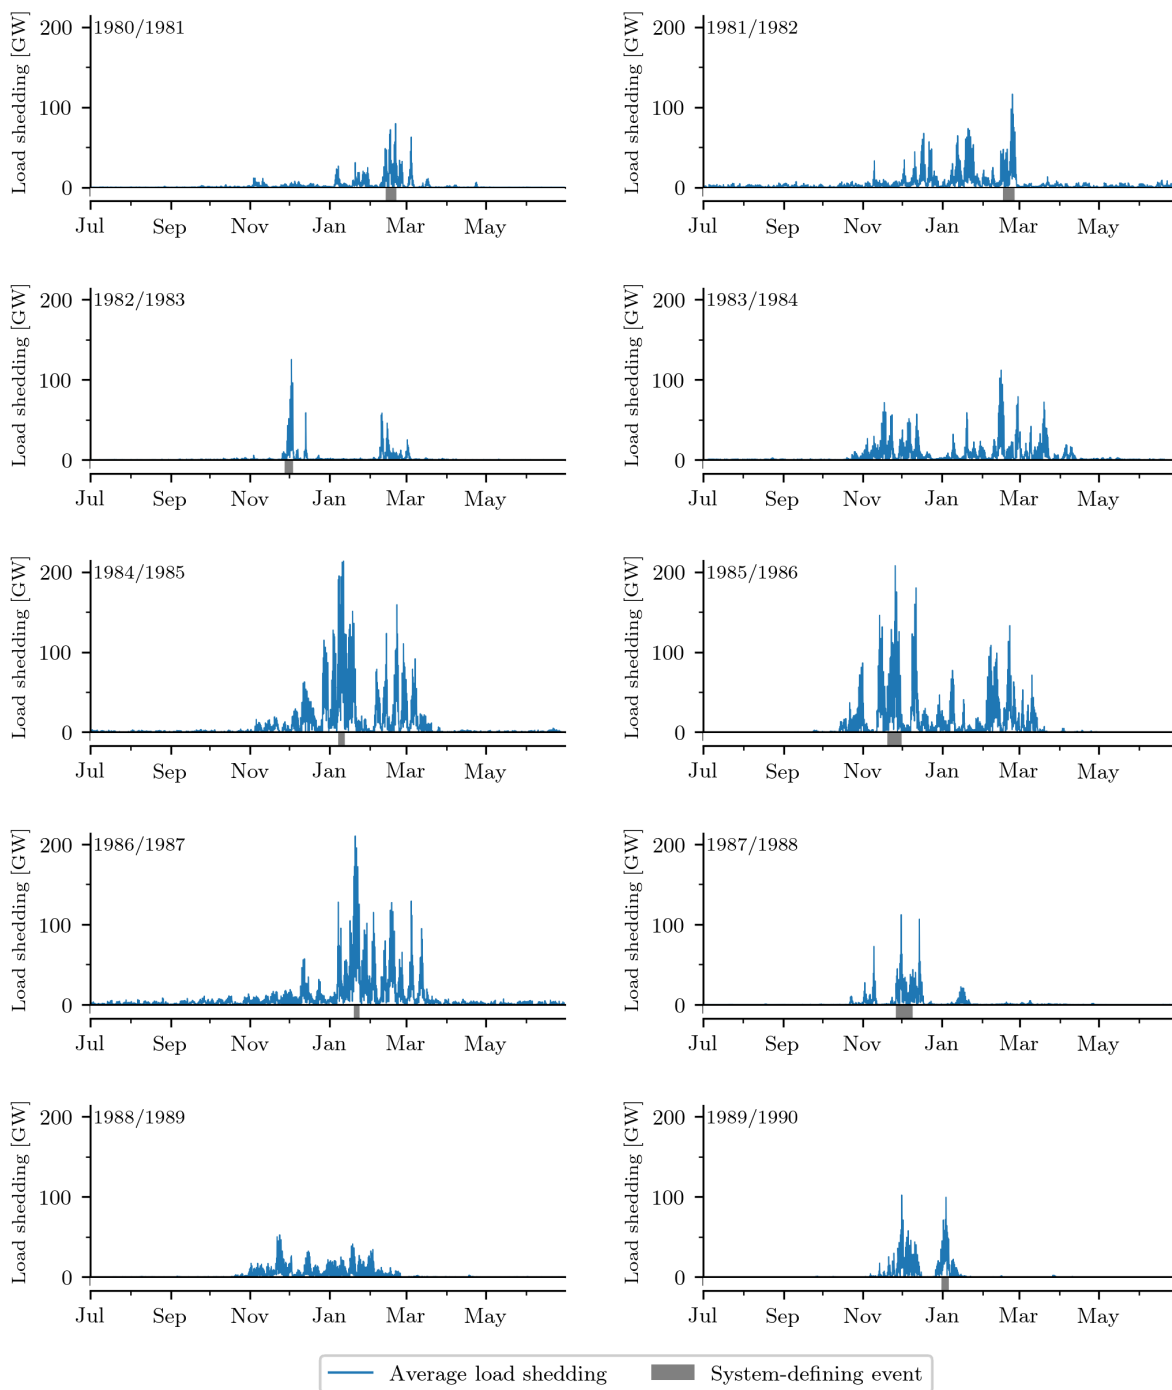 Load shedding [GW]
200
100
0
1980/1981
Jul Sep Nov Jan Mar May
Load shedding [GW]
200
100
0
1981/1982
Jul Sep Nov Jan Mar May
Load shedding [GW]
200
100
0
1982/1983
Jul Sep Nov Jan Mar May
Load shedding [GW]
200
100
0
1983/1984
Jul Sep Nov Jan Mar May
Load shedding [GW]
200
100
0
1984/1985
Jul Sep Nov Jan Mar May
Load shedding [GW]
200
100
0
1985/1986
Jul Sep Nov Jan Mar May
Load shedding [GW]
200
100
0
1986/1987
Jul Sep Nov Jan Mar May
Load shedding [GW]
200
100
0
1987/1988
Jul Sep Nov Jan Mar May
Load shedding [GW]
200
100
0
1988/1989
Jul Sep Nov Jan Mar May
Load shedding [GW]
200
100
0
1989/1990
Jul Sep Nov Jan Mar May
Average load shedding
System-defining event